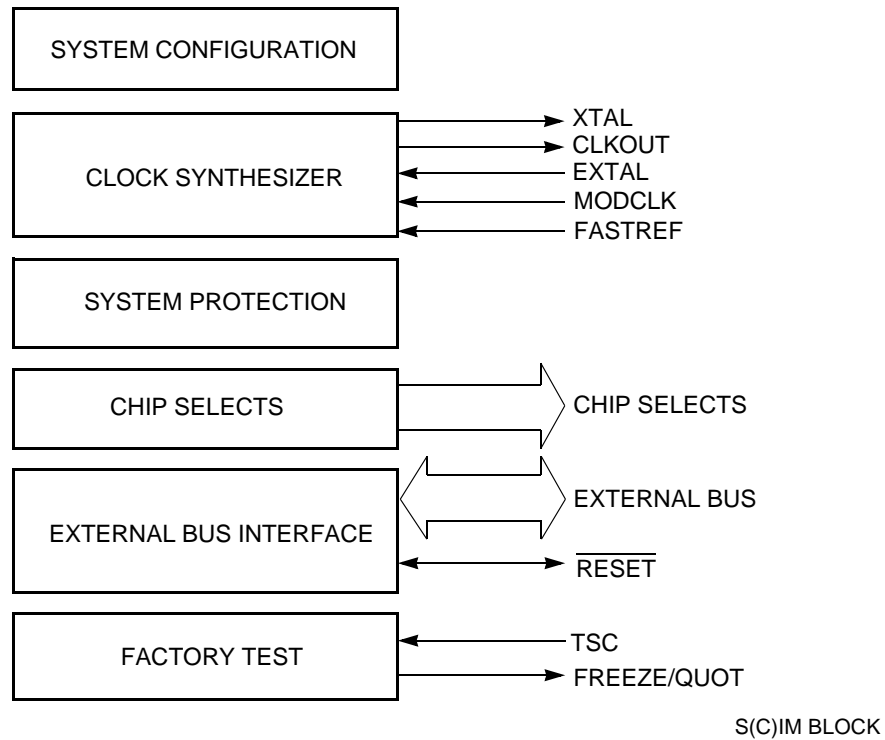 SYSTEM CONFIGURATION
CLOCK SYNTHESIZER
XTAL
CLKOUT
EXTAL
MODCLK
FASTREF
SYSTEM PROTECTION
CHIP SELECTS
CHIP SELECTS
EXTERNAL BUS INTERFACE
EXTERNAL BUS
RESET
FACTORY TEST
TSC
FREEZE/QUOT
S(C)IM BLOCK